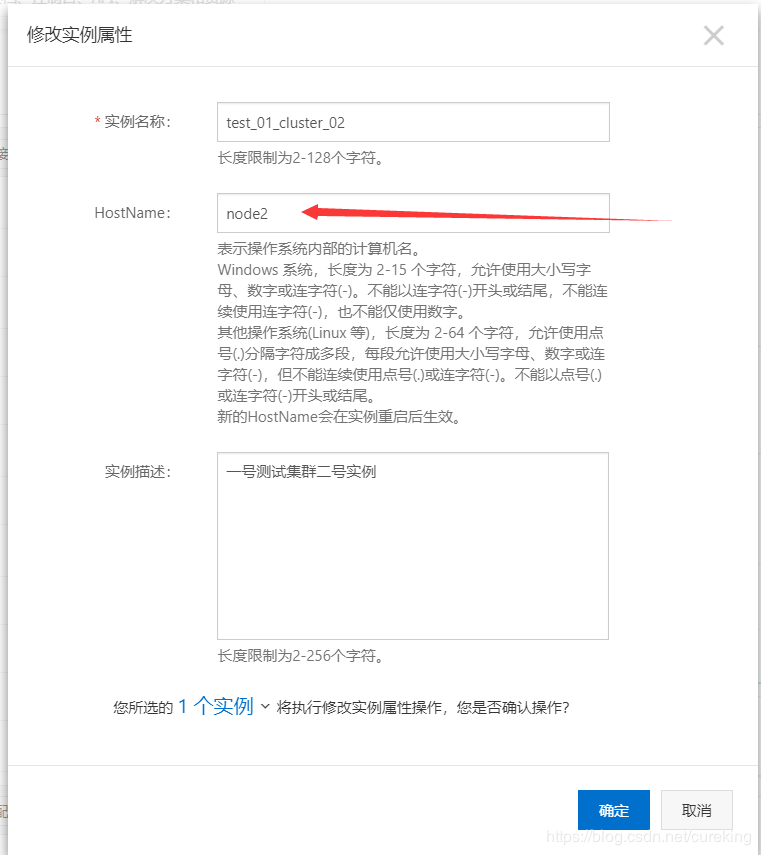 修改实例属性
* 实例名称：
test_01_cluster_02
长度限制为2-128个字符。
HostName：
node2
表示操作系统内部的计算机名。
Windows 系统，长度为 2-15 个字符，允许使用大小写字
母、数字或连字符(-)。不能以连字符(-)开头或结尾，不能连
续使用连字符(-)，也不能仅使用数字。
其他操作系统(Linux 等)，长度为 2-64 个字符，允许使用点
号(.)分隔字符成多段，每段允许使用大小写字母、数字或连
字符(-)，但不能连续使用点号(.)或连字符(-)。不能以点号(.)
或连字符(-)开头或结尾。
新的HostName会在实例重启后生效。
实例描述：
一号测试集群二号实例
长度限制为2-256个字符。
您所选的 1 个实例 将执行修改实例属性操作，您是否确认操作？
确定
取消
https://blog.csdn.net/cureking